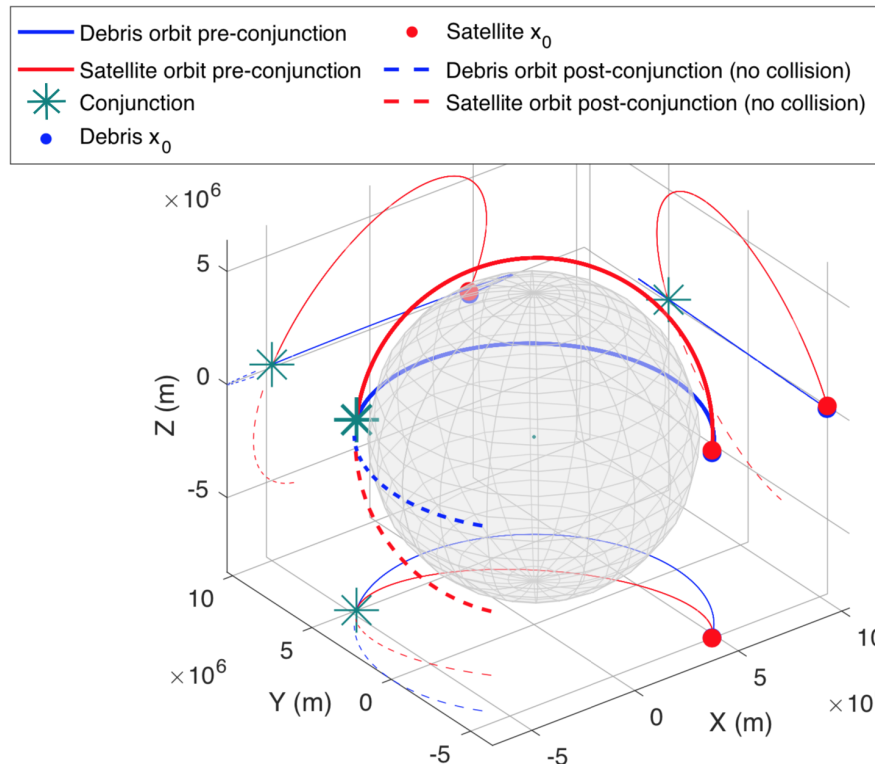 Debris orbit pre-conjunction
Satellite orbit pre-conjunction
Conjunction
Debris x0
Satellite x0
Debris orbit post-conjunction (no collision)
Satellite orbit post-conjunction (no collision)
×10^6
5
0
-5
Z (m)
10
5
0
-5
×10^6
Y (m)
-5
0
5
10
X (m)
×10